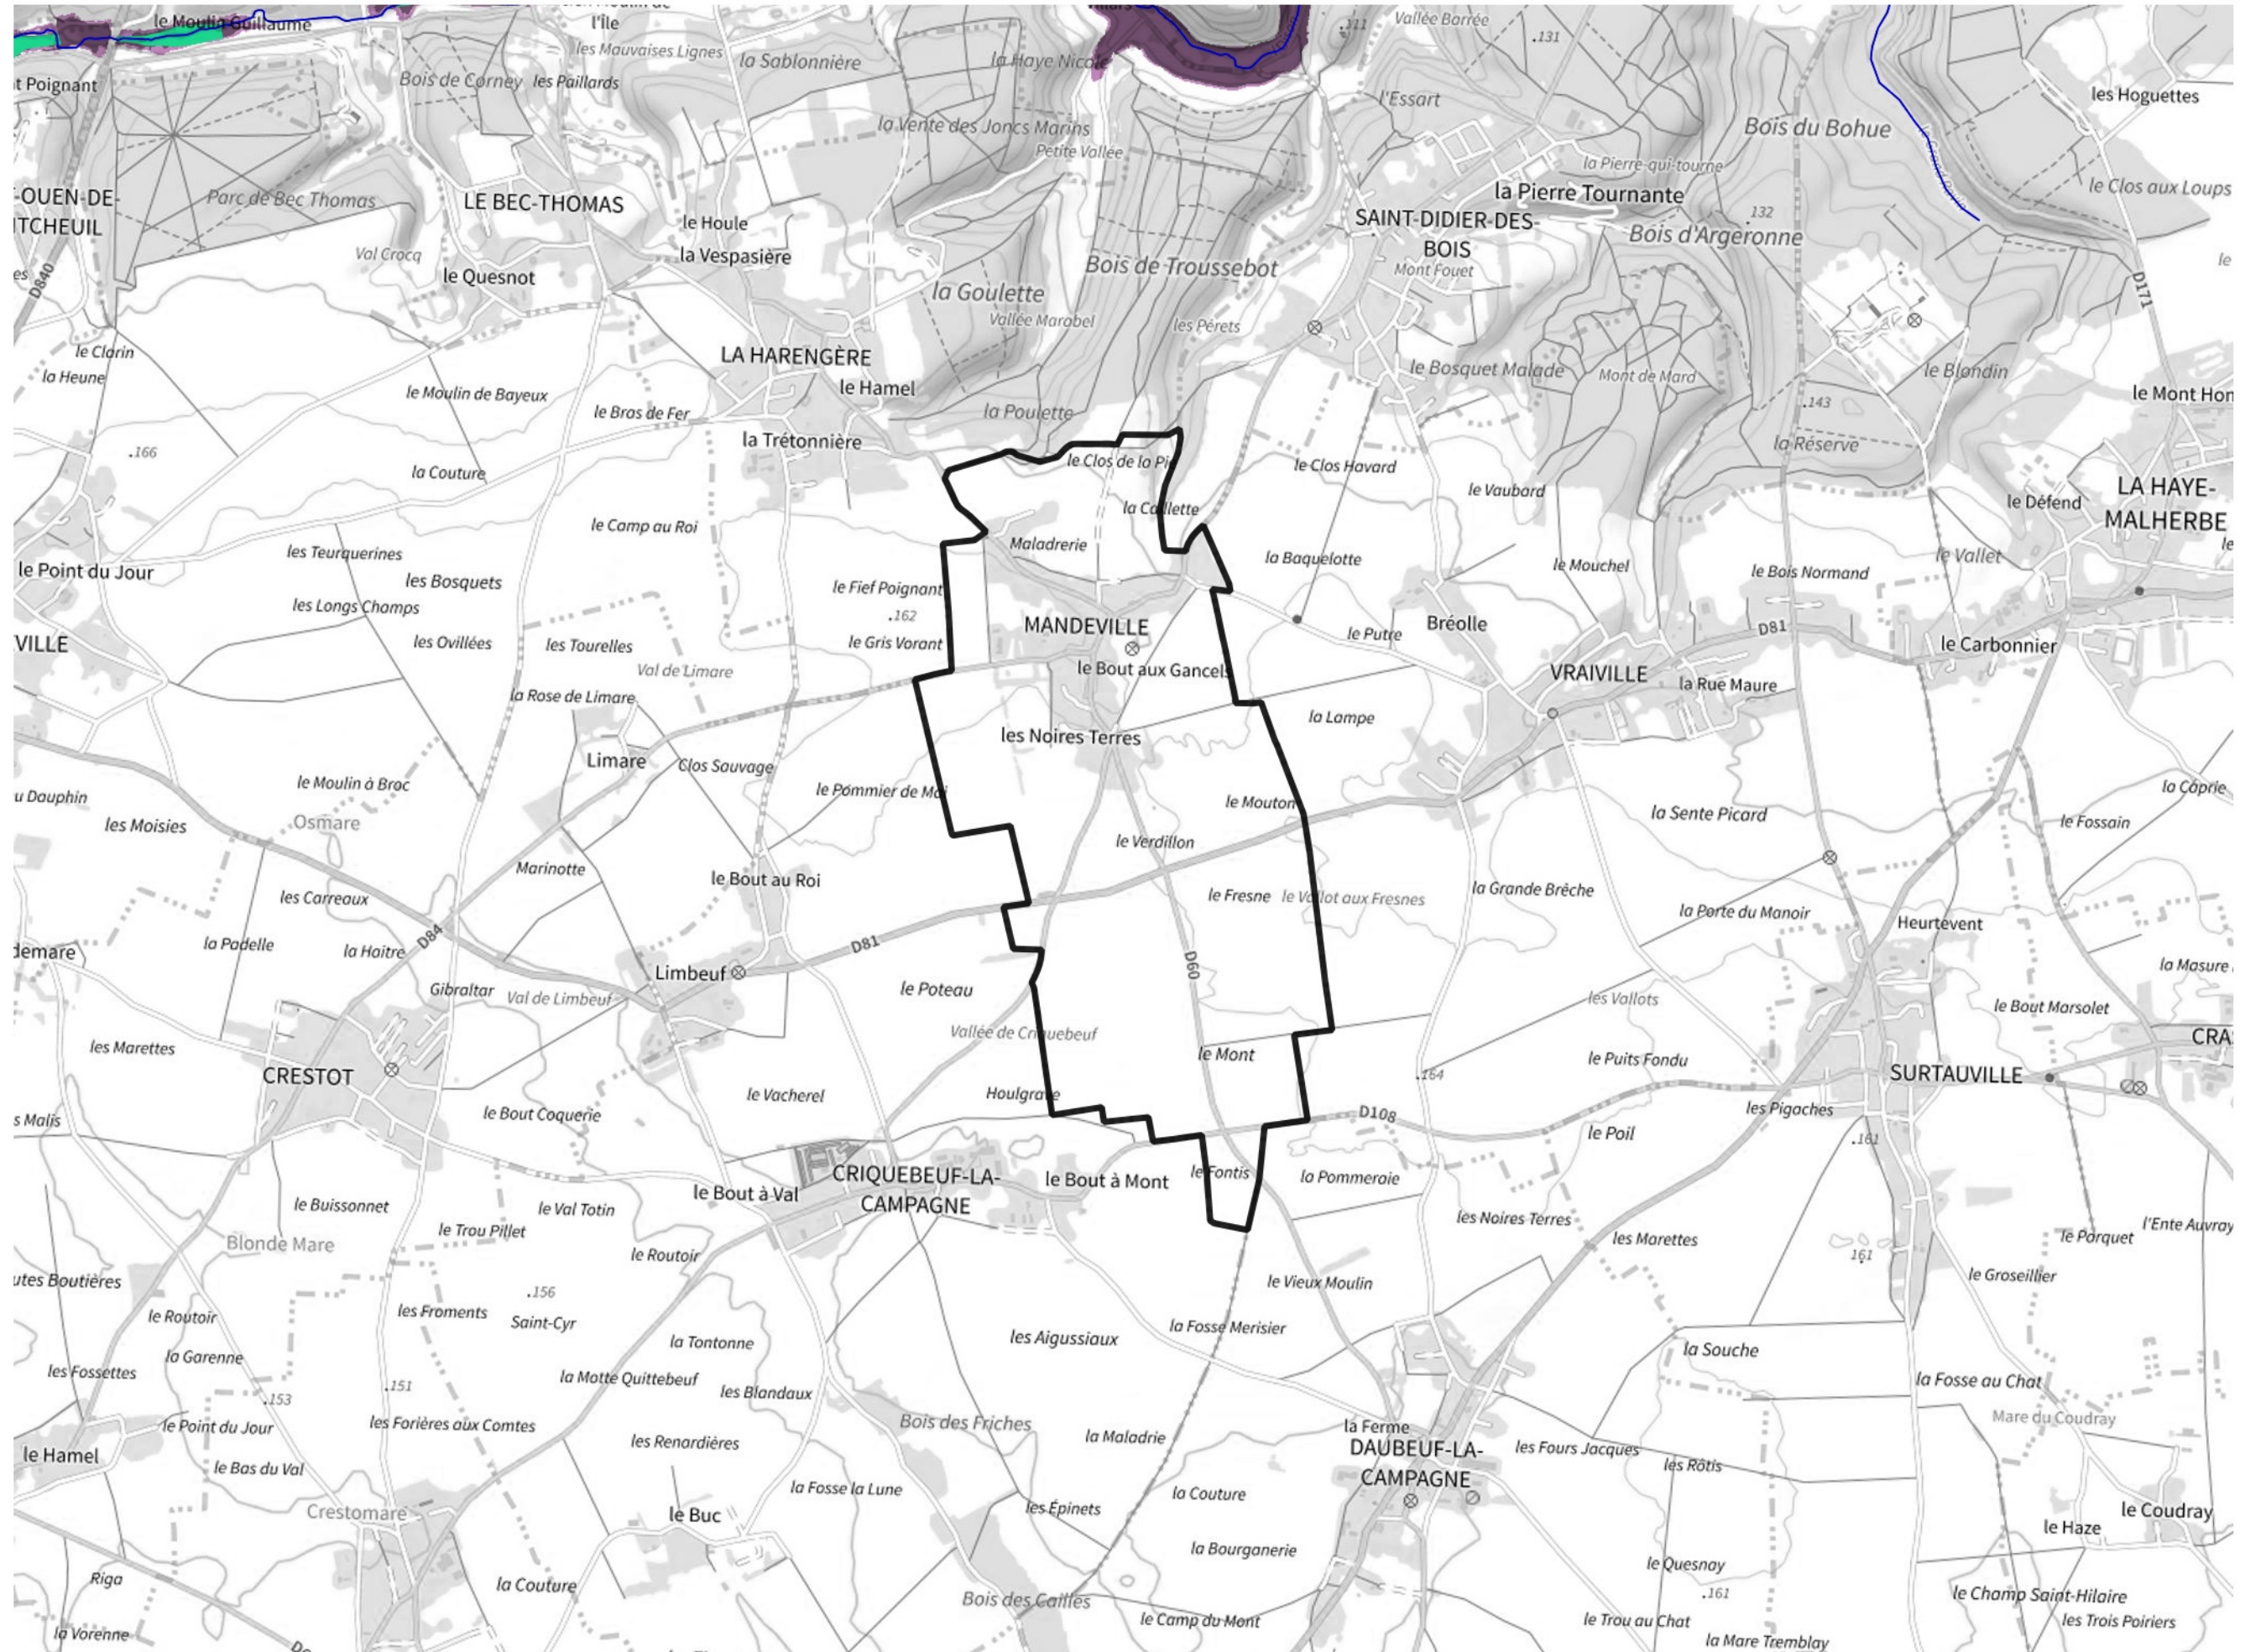 le Moulin Guillaume
l'Île
les Mauvaises Lignes
la Sablonnière
la Haye Nicole
.111
Vallée Barrée
.131
t Poignant
Bois de Corney
les Paillards
l'Essart
les Hoguettes
la Vente des Joncs Marins
Petite Vallée
Bois du Bohue
la Pierre-qui-tourne
-OUEN-DE-
ITCHEUIL
Parc de Bec Thomas
LE BEC-THOMAS
le Houle
la Vespasière
la Pierre Tournante
SAINT-DIDIER-DES-
BOIS
Mont Fouet
.132
Bois d'Argeronne
le Clos aux Loups
Val Crocq
le Quesnot
Bois de Troussebot
D840
D171
la Goulette
Vallée Marabel
les Pérets
le Clarin
la Heune
LA HARENGÈRE
le Hamel
le Bosquet Malade
Mont de Mard
le Blondin
le Moulin de Bayeux
le Bras de Fer
la Poulette
.143
le Mont Hon
.166
la Trétonnière
la Réserve
la Couture
le Clos de la Pi
le Clos Havard
le Vaubard
le Défend
LA HAYE-
MALHERBE
le Camp au Roi
la Caillette
les Teurquerines
Maladrerie
la Baquelotte
le Mouchel
le Bois Normand
le Vallet
le Point du Jour
les Bosquets
le Fief Poignant
.162
les Longs Champs
MANDEVILLE
Bréolle
le Putre
D81
VILLE
les Ovillées
les Tourelles
le Gris Vorant
le Carbonnier
Val de Limare
le Bout aux Gancels
VRAIVILLE
la Rue Maure
la Rose de Limare
la Lampe
les Noires Terres
Limare
Clos Sauvage
le Moulin à Broc
le Pommier de Mai
u Dauphin
le Mouton
la Câprie
les Moisies
Osmare
la Sente Picard
le Fossain
le Verdillon
Marinotte
le Bout au Roi
les Carreaux
le Fresne
le Vallot aux Fresnes
la Grande Brêche
la Porte du Manoir
Heurtevent
D84
la Padelle
la Haitre
D81
demare
Limbeuf
D60
la Masure
Gibraltar
Val de Limbeuf
le Poteau
les Vallots
le Bout Marsolet
Vallée de Criquebeuf
CRA
les Marettes
le Mont
le Puits Fondu
CRESTOT
.164
SURTAUVILLE
le Vacherel
Houlgrave
s Malis
le Bout Coquerie
D108
les Pigaches
le Poil
.161
CRIQUEBEUF-LA-
CAMPAGNE
le Bout à Val
le Bout à Mont
le Fontis
la Pommeraie
le Buissonnet
le Val Totin
le Trou Pillet
les Noires Terres
l'Ente Auvray
Blonde Mare
le Routoir
les Marettes
le Parquet
161
utes Boutières
le Vieux Moulin
le Groseillier
.156
les Froments
Saint-Cyr
le Routoir
la Fosse Merisier
les Aigussiaux
la Tontonne
la Souche
la Garenne
les Fossettes
la Motte Quittebeuf
les Blandaux
.151
.153
la Fosse au Chat
le Point du Jour
les Forières aux Comtes
Bois des Friches
la Ferme
Mare du Coudray
le Hamel
les Renardières
la Maladrie
DAUBEUF-LA-
CAMPAGNE
les Fours Jacques
le Bas du Val
les Rôtis
la Fosse la Lune
la Couture
Crestomare
le Buc
les Épinets
le Coudray
le Haze
la Bourganerie
le Quesnay
Riga
la Couture
.161
Bois des Cailles
le Camp du Mont
le Trou au Chat
le Champ Saint-Hilaire
les Trois Poiriers
la Varenne
la Mare Tremblay